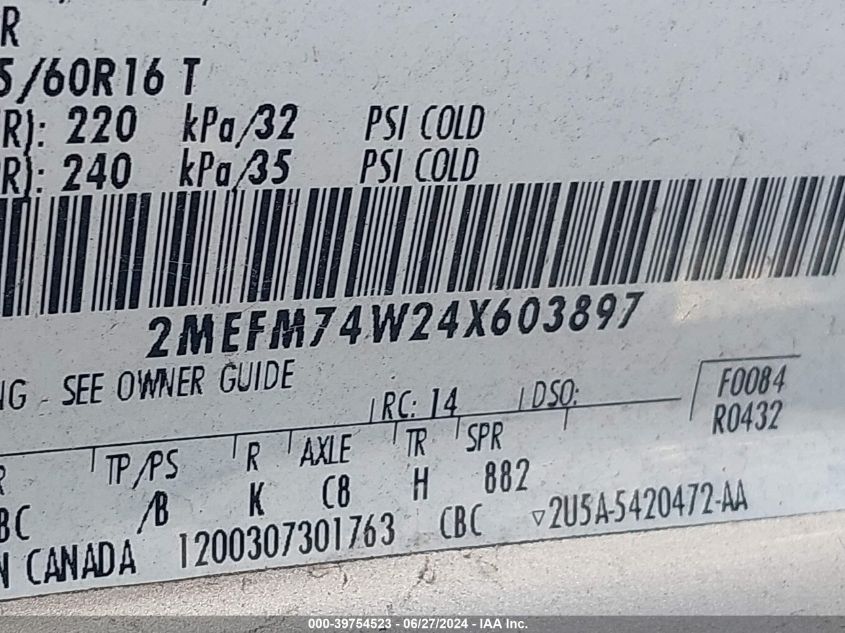 R
5/60R16 T
R): 220 kPa/32 PSI COLD
R): 240 kPa/35 PSI COLD
2MEFM74W24X603897
NG - SEE OWNER GUIDE
RC: 14 DSO: F0084
R0432
R TP/PS R AXLE TR SPR
BC /B K C8 H 882
N CANADA 1200307301763 CBC ▽2U5A-5420472-AA
000-39754523 - 06/27/2024 - IAA Inc.